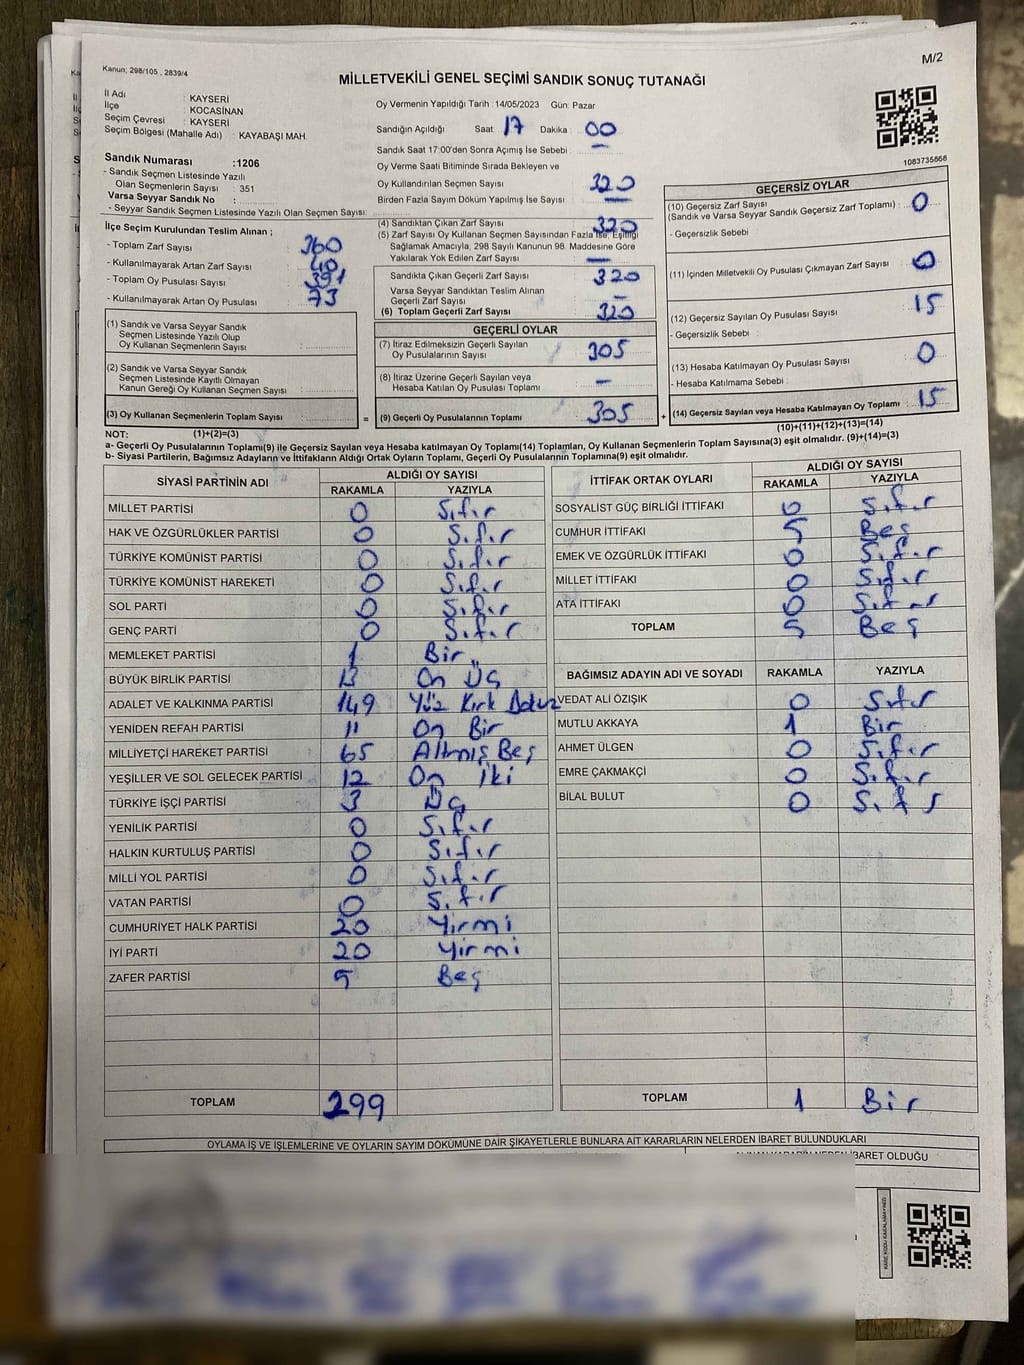 M/2
Kanun; 298/105 , 2839/4
MİLLETVEKİLİ GENEL SEÇİMİ SANDIK SONUÇ TUTANAĞI
İl Adı : KAYSERİ
İlçe : KOCASİNAN
Seçim Çevresi : KAYSERİ
Seçim Bölgesi (Mahalle Adı) : KAYABAŞI MAH.
Sandık Numarası :1206
- Sandık Seçmen Listesinde Yazılı
Olan Seçmenlerin Sayısı : 351
Varsa Seyyar Sandık No :
- Seyyar Sandık Seçmen Listesinde Yazılı Olan Seçmen Sayısı:
İlçe Seçim Kurulundan Teslim Alınan ;
- Toplam Zarf Sayısı : 360
- Kullanılmayarak Artan Zarf Sayısı : 40
- Toplam Oy Pusulası Sayısı : 391
- Kullanılmayarak Artan Oy Pusulası : 73
(1) Sandık ve Varsa Seyyar Sandık
Seçmen Listesinde Yazılı Olup
Oy Kullanan Seçmenlerin Sayısı :
(2) Sandık ve Varsa Seyyar Sandık
Seçmen Listesinde Kayıtlı Olmayan
Kanun Gereği Oy Kullanan Seçmen Sayısı :
(3) Oy Kullanan Seçmenlerin Toplam Sayısı
(1)+(2)=(3)
Oy Vermenin Yapıldığı Tarih : 14/05/2023 Gün: Pazar
Sandığın Açıldığı Saat 17 Dakika : 00
Sandık Saat 17:00'den Sonra Açımış İse Sebebi : —
Oy Verme Saati Bitiminde Sırada Bekleyen ve
Oy Kullandırılan Seçmen Sayısı : 320
Birden Fazla Sayım Döküm Yapılmış İse Sayısı : —
(4) Sandıktan Çıkan Zarf Sayısı : 320
(5) Zarf Sayısı Oy Kullanan Seçmen Sayısından Fazla İse, Eşitliği
Sağlamak Amacıyla, 298 Sayılı Kanunun 98. Maddesine Göre
Yakılarak Yok Edilen Zarf Sayısı : —
Sandıkta Çıkan Geçerli Zarf Sayısı : 320
Varsa Seyyar Sandıktan Teslim Alınan
Geçerli Zarf Sayısı : —
(6) Toplam Geçerli Zarf Sayısı : 320
GEÇERLİ OYLAR
(7) İtiraz Edilmeksizin Geçerli Sayılan
Oy Pusulalarının Sayısı : 305
(8) İtiraz Üzerine Geçerli Sayılan veya
Hesaba Katılan Oy Pusulası Toplamı : —
= (9) Geçerli Oy Pusulalarının Toplamı : 305
1083735868
GEÇERSİZ OYLAR
(10) Geçersiz Zarf Sayısı
(Sandık ve Varsa Seyyar Sandık Geçersiz Zarf Toplamı) : 0
- Geçersizlik Sebebi :
(11) İçinden Milletvekili Oy Pusulası Çıkmayan Zarf Sayısı : 0
(12) Geçersiz Sayılan Oy Pusulası Sayısı : 15
- Geçersizlik Sebebi :
(13) Hesaba Katılmayan Oy Pusulası Sayısı : 0
- Hesaba Katılmama Sebebi :
+ (14) Geçersiz Sayılan veya Hesaba Katılmayan Oy Toplamı : 15
(10)+(11)+(12)+(13)=(14)
NOT:
a- Geçerli Oy Pusulalarının Toplamı(9) ile Geçersiz Sayılan veya Hesaba katılmayan Oy Toplamı(14) Toplamları, Oy Kullanan Seçmenlerin Toplam Sayısına(3) eşit olmalıdır. (9)+(14)=(3)
b- Siyasi Partilerin, Bağımsız Adayların ve İttifakların Aldığı Ortak Oyların Toplamı, Geçerli Oy Pusulalarının Toplamına(9) eşit olmalıdır.
SİYASİ PARTİNİN ADI ALDIĞI OY SAYISI
RAKAMLA YAZIYLA
MİLLET PARTİSİ 0 Sıfır
HAK VE ÖZGÜRLÜKLER PARTİSİ 0 Sıfır
TÜRKİYE KOMÜNİST PARTİSİ 0 Sıfır
TÜRKİYE KOMÜNİST HAREKETİ 0 Sıfır
SOL PARTİ 0 Sıfır
GENÇ PARTİ 0 Sıfır
MEMLEKET PARTİSİ 1 Bir
BÜYÜK BİRLİK PARTİSİ 13 On Üç
ADALET VE KALKINMA PARTİSİ 149 Yüz Kırk Dokuz
YENİDEN REFAH PARTİSİ 11 On Bir
MİLLİYETÇİ HAREKET PARTİSİ 65 Altmış Beş
YEŞİLLER VE SOL GELECEK PARTİSİ 12 On İki
TÜRKİYE İŞÇİ PARTİSİ 3 Üç
YENİLİK PARTİSİ 0 Sıfır
HALKIN KURTULUŞ PARTİSİ 0 Sıfır
MİLLİ YOL PARTİSİ 0 Sıfır
VATAN PARTİSİ 0 Sıfır
CUMHURİYET HALK PARTİSİ 20 Yirmi
İYİ PARTİ 20 Yirmi
ZAFER PARTİSİ 5 Beş
TOPLAM 299
İTTİFAK ORTAK OYLARI ALDIĞI OY SAYISI
RAKAMLA YAZIYLA
SOSYALİST GÜÇ BİRLİĞİ İTTİFAKI 0 Sıfır
CUMHUR İTTİFAKI 5 Beş
EMEK VE ÖZGÜRLÜK İTTİFAKI 0 Sıfır
MİLLET İTTİFAKI 0 Sıfır
ATA İTTİFAKI 0 Sıfır
TOPLAM 5 Beş
BAĞIMSIZ ADAYIN ADI VE SOYADI RAKAMLA YAZIYLA
VEDAT ALİ ÖZIŞIK 0 Sıfır
MUTLU AKKAYA 1 Bir
AHMET ÜLGEN 0 Sıfır
EMRE ÇAKMAKÇİ 0 Sıfır
BİLAL BULUT 0 Sıfır
TOPLAM 1 Bir
OYLAMA İŞ VE İŞLEMLERİNE VE OYLARIN SAYIM DÖKÜMÜNE DAİR ŞİKAYETLERLE BUNLARA AİT KARARLARIN NELERDEN İBARET BULUNDUKLARI
İBARET OLDUĞU
KARE KODU KARALAMAYINIZ!